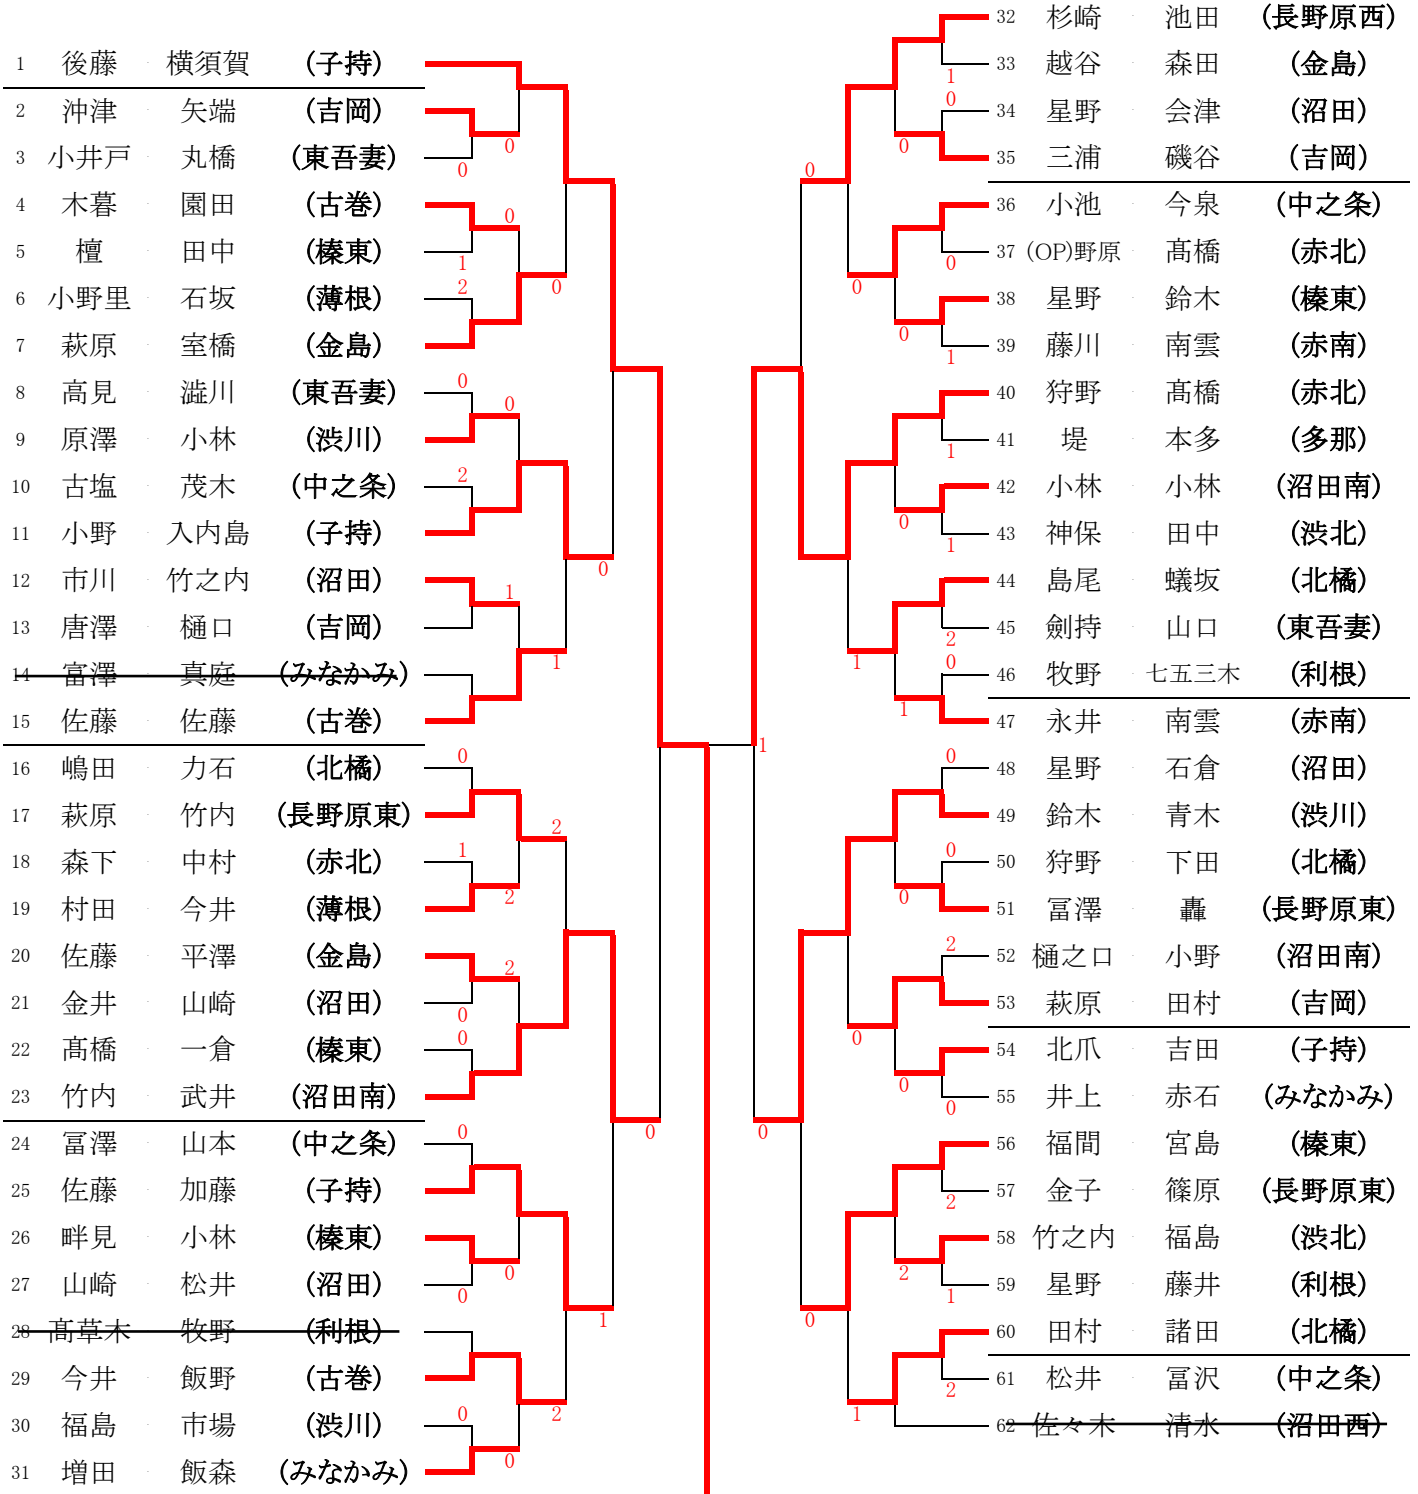 1 後藤 横須賀 (子持)
2 沖津 矢端 (吉岡)
3 小井戸 丸橋 (東吾妻)
4 木暮 園田 (古巻)
5 檀 田中 (榛東)
6 小野里 石坂 (薄根)
7 萩原 室橋 (金島)
8 高見 澁川 (東吾妻)
9 原澤 小林 (渋川)
10 古塩 茂木 (中之条)
11 小野 入内島 (子持)
12 市川 竹之内 (沼田)
13 唐澤 樋口 (吉岡)
14 富澤 真庭 (みなかみ)
15 佐藤 佐藤 (古巻)
16 嶋田 力石 (北橘)
17 萩原 竹内 (長野原東)
18 森下 中村 (赤北)
19 村田 今井 (薄根)
20 佐藤 平澤 (金島)
21 金井 山崎 (沼田)
22 髙橋 一倉 (榛東)
23 竹内 武井 (沼田南)
24 冨澤 山本 (中之条)
25 佐藤 加藤 (子持)
26 畔見 小林 (榛東)
27 山崎 松井 (沼田)
28 髙草木 牧野 (利根)
29 今井 飯野 (古巻)
30 福島 市場 (渋川)
31 増田 飯森 (みなかみ)
0
0
0
1
2
0
0
0
2
1
0
1
0
1
2
2
0
0
2
0
0
0
0
2
0
0
1
2
0
1
0
1
0
0
0
0
1
0
0
1
1
0
2
0
1
1
0
0
0
2
0
0
0
2
1
2
2
1
0
0
32 杉崎 池田 (長野原西)
33 越谷 森田 (金島)
34 星野 会津 (沼田)
35 三浦 磯谷 (吉岡)
36 小池 今泉 (中之条)
37 (OP)野原 髙橋 (赤北)
38 星野 鈴木 (榛東)
39 藤川 南雲 (赤南)
40 狩野 髙橋 (赤北)
41 堤 本多 (多那)
42 小林 小林 (沼田南)
43 神保 田中 (渋北)
44 島尾 蟻坂 (北橘)
45 劍持 山口 (東吾妻)
46 牧野 七五三木 (利根)
47 永井 南雲 (赤南)
48 星野 石倉 (沼田)
49 鈴木 青木 (渋川)
50 狩野 下田 (北橘)
51 冨澤 轟 (長野原東)
52 樋之口 小野 (沼田南)
53 萩原 田村 (吉岡)
54 北爪 吉田 (子持)
55 井上 赤石 (みなかみ)
56 福間 宮島 (榛東)
57 金子 篠原 (長野原東)
58 竹之内 福島 (渋北)
59 星野 藤井 (利根)
60 田村 諸田 (北橘)
61 松井 冨沢 (中之条)
62 佐々木 清水 (沼田西)